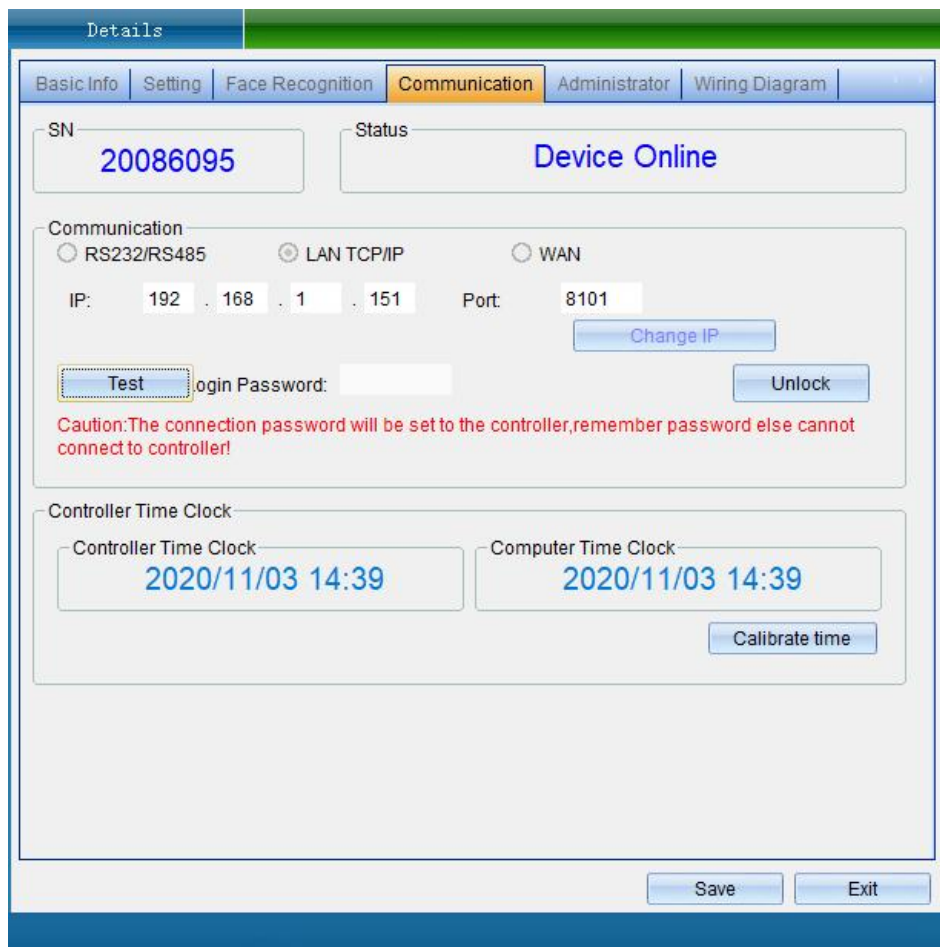 Details
Basic Info Setting Face Recognition Communication Administrator Wiring Diagram
SN
20086095
Status
Device Online
Communication
RS232/RS485 LAN TCP/IP WAN
IP: 192 . 168 . 1 . 151 Port: 8101
Change IP
Test ogin Password: Unlock
Caution:The connection password will be set to the controller,remember password else cannot
connect to controller!
Controller Time Clock
Controller Time Clock
2020/11/03 14:39
Computer Time Clock
2020/11/03 14:39
Calibrate time
Save Exit